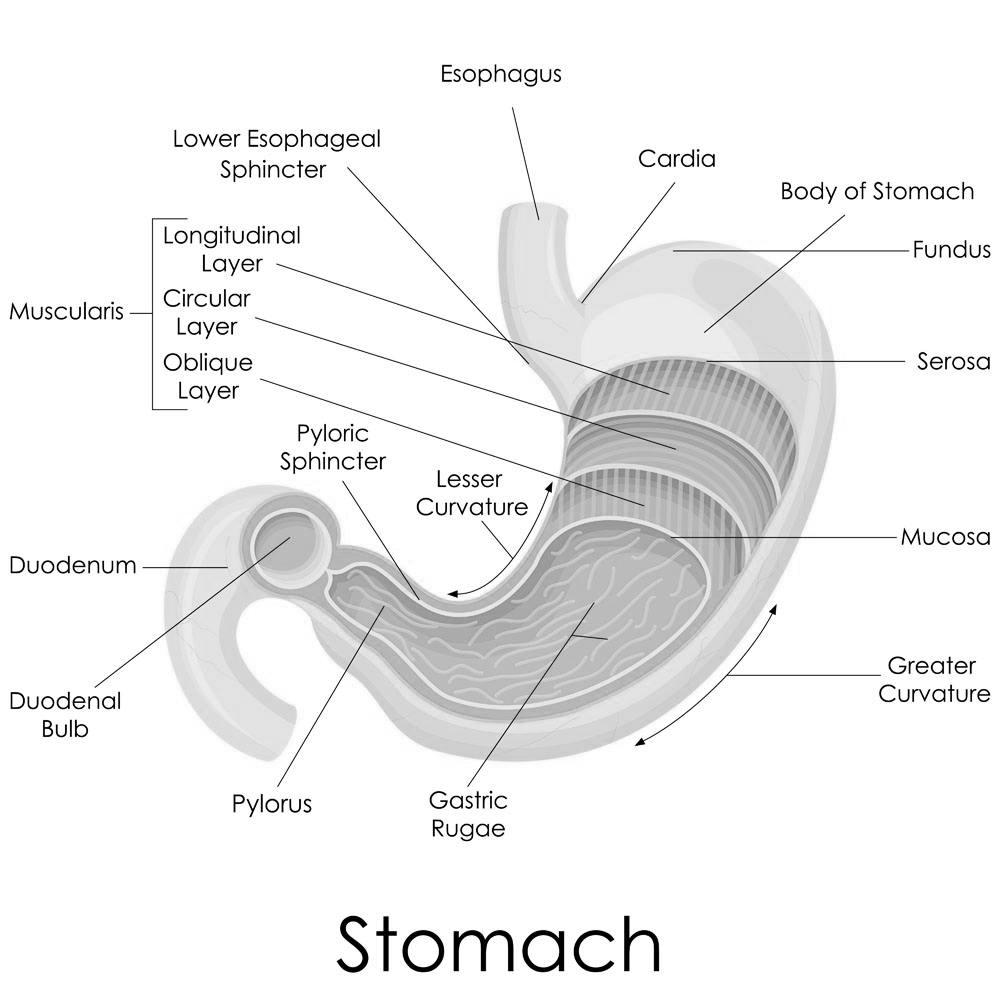 Esophagus
Lower Esophageal
Sphincter
Cardia
Body of Stomach
Longitudinal
Layer
Fundus
Circular
Layer
Muscularis
Oblique
Layer
Serosa
Pyloric
Sphincter
Lesser
Curvature
Mucosa
Duodenum
Greater
Curvature
Duodenal
Bulb
Pylorus
Gastric
Rugae
Stomach